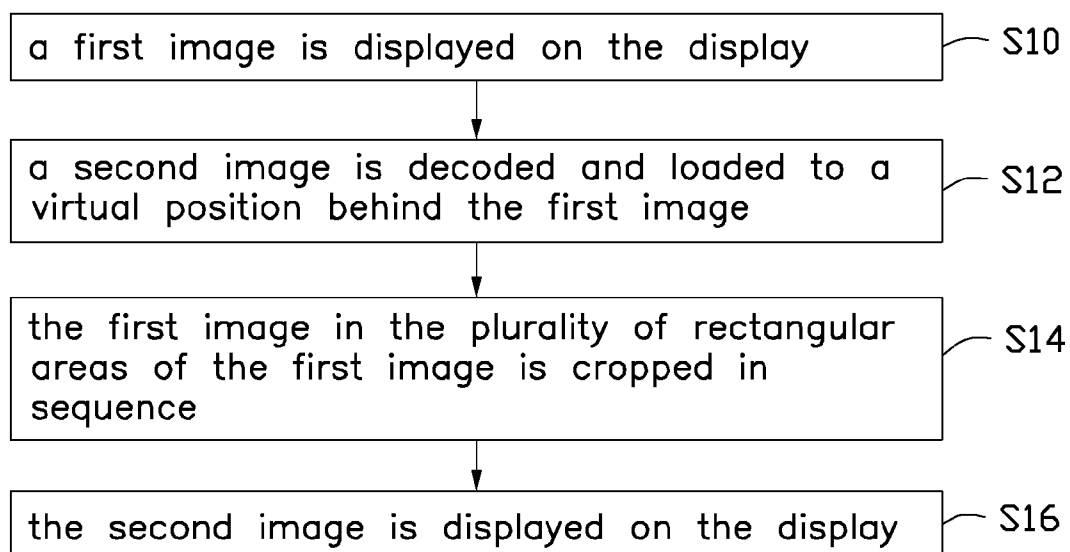 a first image is displayed on the display
S10
a second image is decoded and loaded to a
virtual position behind the first image
S12
the first image in the plurality of rectangular
areas of the first image is cropped in
sequence
S14
the second image is displayed on the display
S16